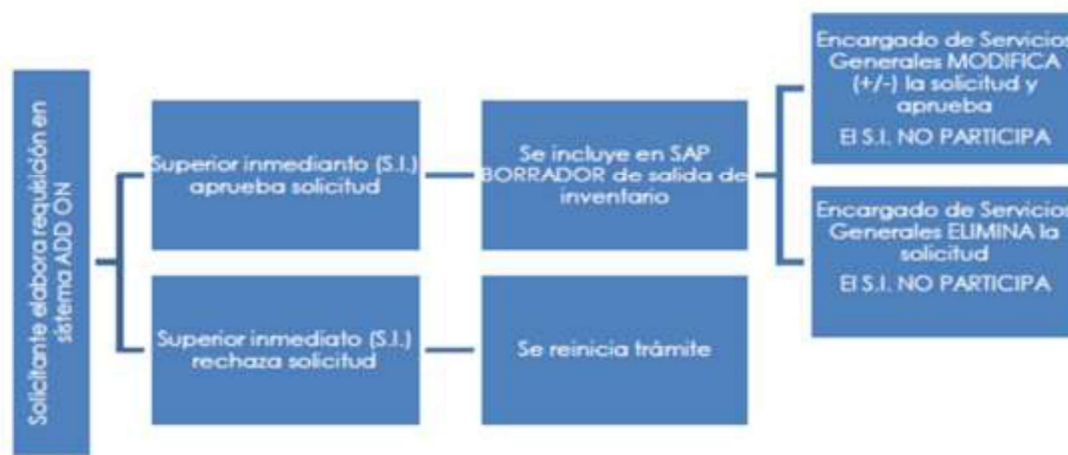 Solicitante elabora requisición en
sistema ADD ON
Superior inmedianto (S.I.)
aprueba solicitud
Superior inmediato (S.I.)
rechaza solicitud
Se incluye en SAP
BORRADOR de salida de
inventario
Se reinicia trámite
Encargado de Servicios
Generales MODIFICA
(+/-) la solicitud y
aprueba
El S.I. NO PARTICIPA
Encargado de Servicios
Generales ELIMINA la
solicitud
El S.I. NO PARTICIPA